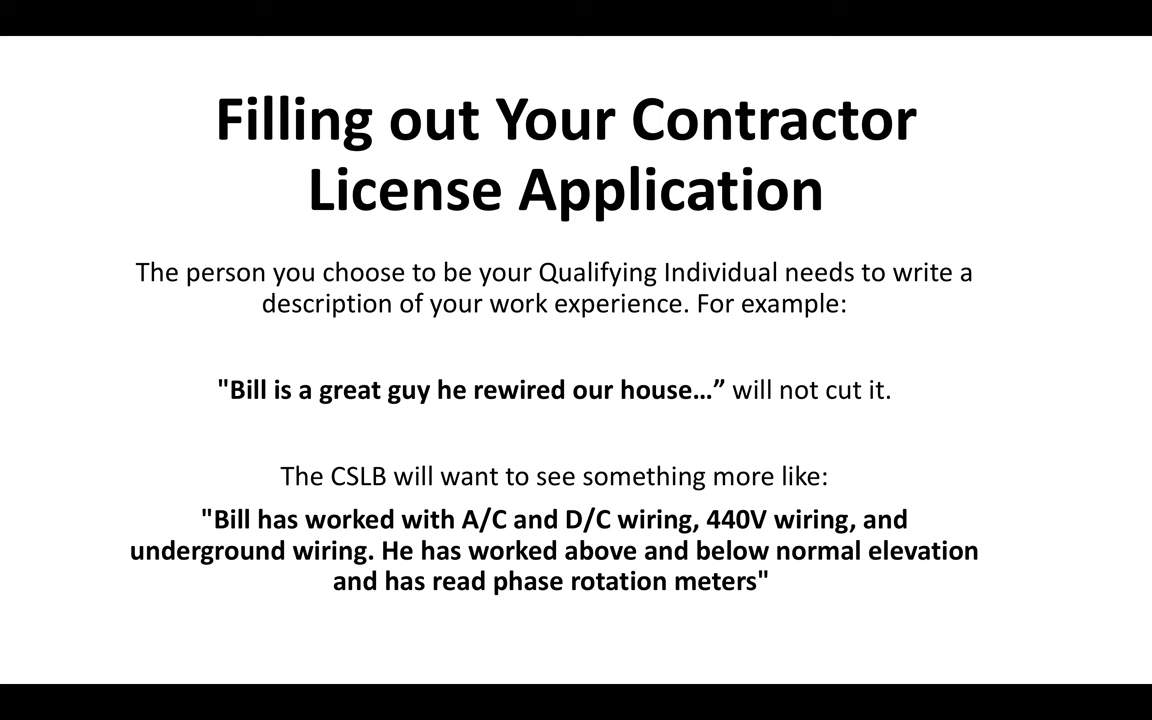 Filling out Your Contractor
License Application
The person you choose to be your Qualifying Individual needs to write a
description of your work experience. For example:
"Bill is a great guy he rewired our house…” will not cut it.
The CSLB will want to see something more like:
"Bill has worked with A/C and D/C wiring, 440V wiring, and
underground wiring. He has worked above and below normal elevation
and has read phase rotation meters"